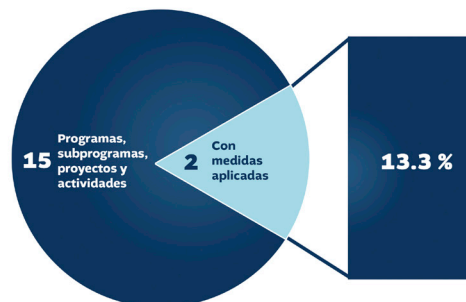 15
Programas,
subprogramas,
proyectos y
actividades
2
Con
medidas
aplicadas
13.3 %